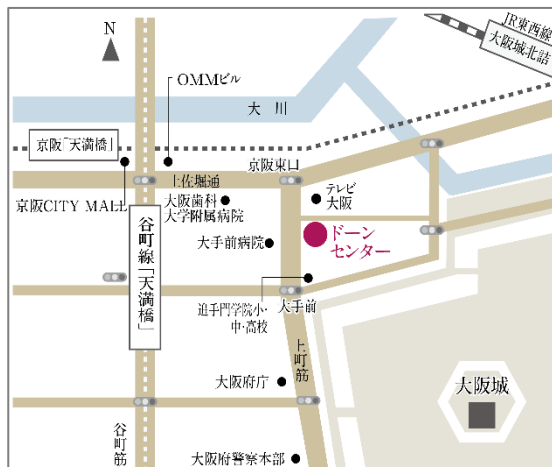 N
JR東西線
大阪城北詰
OMMビル
大川
京阪「天満橋」
京阪東口
土佐堀通
京阪CITY MALL
大阪歯科
大学附属病院
テレビ
大阪
谷町線「天満橋」
大手前病院
ドーン
センター
追手門学院小・
中・高校
大手前
上町筋
大阪府庁
大阪城
谷町筋
大阪府警察本部